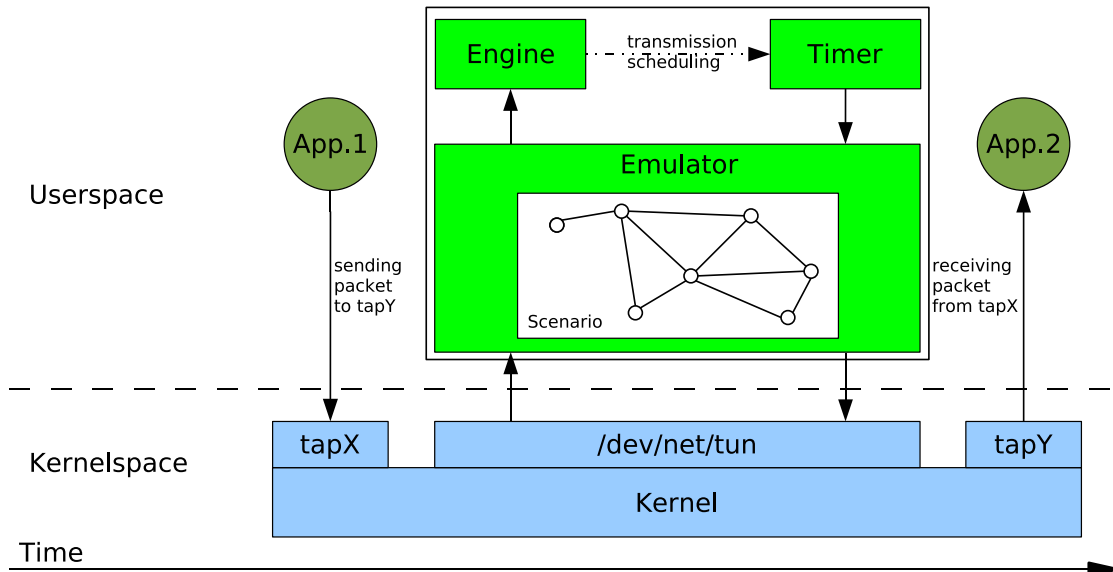 Engine
transmission
scheduling
Timer
App.1
App.2
Emulator
Userspace
sending
packet
to tapY
receiving
packet
from tapX
Scenario
tapX
/dev/net/tun
tapY
Kernelspace
Kernel
Time